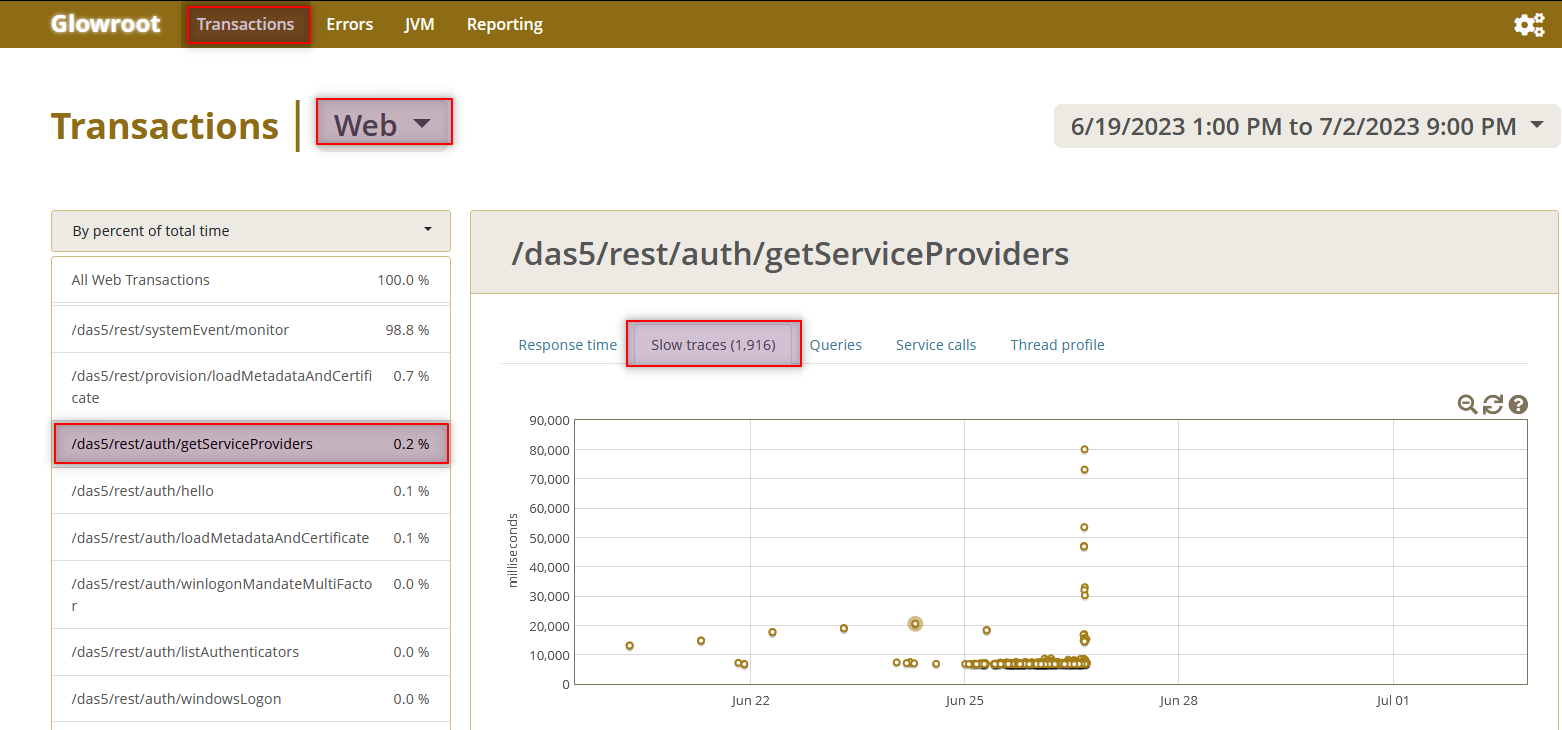 Glowroot Transactions Errors JVM Reporting
Transactions Web 6/19/2023 1:00 PM to 7/2/2023 9:00 PM
By percent of total time
All Web Transactions 100.0 %
/das5/rest/systemEvent/monitor 98.8 %
/das5/rest/provision/loadMetadataAndCertifi 0.7 %
cate
/das5/rest/auth/getServiceProviders 0.2 %
/das5/rest/auth/hello 0.1 %
/das5/rest/auth/loadMetadataAndCertificate 0.1 %
/das5/rest/auth/winlogonMandateMultiFacto 0.0 %
r
/das5/rest/auth/listAuthenticators 0.0 %
/das5/rest/auth/windowsLogon 0.0 %
/das5/rest/auth/getServiceProviders
Response time Slow traces (1,916) Queries Service calls Thread profile
milliseconds
90,000
80,000
70,000
60,000
50,000
40,000
30,000
20,000
10,000
0
Jun 22 Jun 25 Jun 28 Jul 01